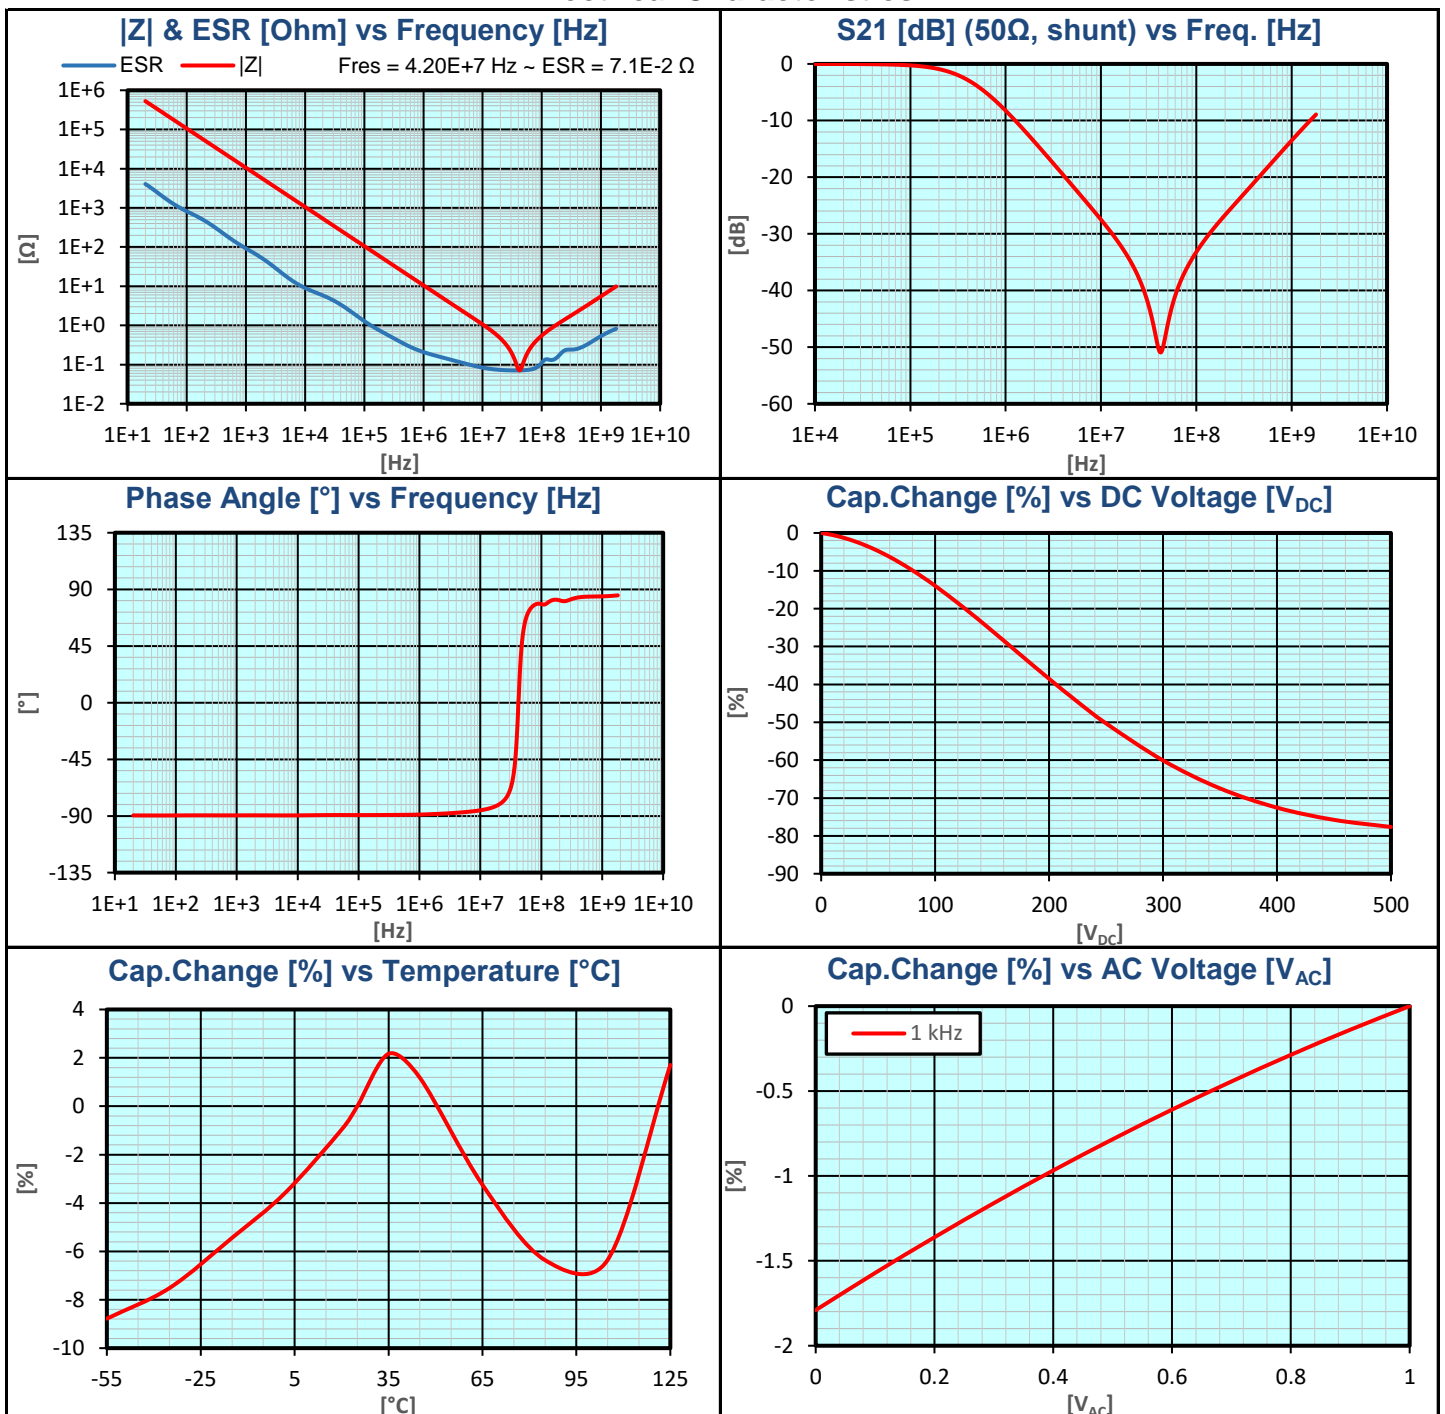 |Z| & ESR [Ohm] vs Frequency [Hz]
ESR |Z| Fres = 4.20E+7 Hz ~ ESR = 7.1E-2 Ω
1E+6
1E+5
1E+4
1E+3
1E+2
1E+1
1E+0
1E-1
1E-2
[Ω]
1E+1 1E+2 1E+3 1E+4 1E+5 1E+6 1E+7 1E+8 1E+9 1E+10
[Hz]
S21 [dB] (50Ω, shunt) vs Freq. [Hz]
0
-10
-20
-30
-40
-50
-60
[dB]
1E+4 1E+5 1E+6 1E+7 1E+8 1E+9 1E+10
[Hz]
Phase Angle [°] vs Frequency [Hz]
135
90
45
0
-45
-90
-135
[°]
1E+1 1E+2 1E+3 1E+4 1E+5 1E+6 1E+7 1E+8 1E+9 1E+10
[Hz]
Cap.Change [%] vs DC Voltage [VDC]
0
-10
-20
-30
-40
-50
-60
-70
-80
-90
[%]
0 100 200 300 400 500
[VDC]
Cap.Change [%] vs Temperature [°C]
4
2
0
-2
-4
-6
-8
-10
[%]
-55 -25 5 35 65 95 125
[°C]
Cap.Change [%] vs AC Voltage [VAC]
1 kHz
0
-0.5
-1
-1.5
-2
[%]
0 0.2 0.4 0.6 0.8 1
[VAC]